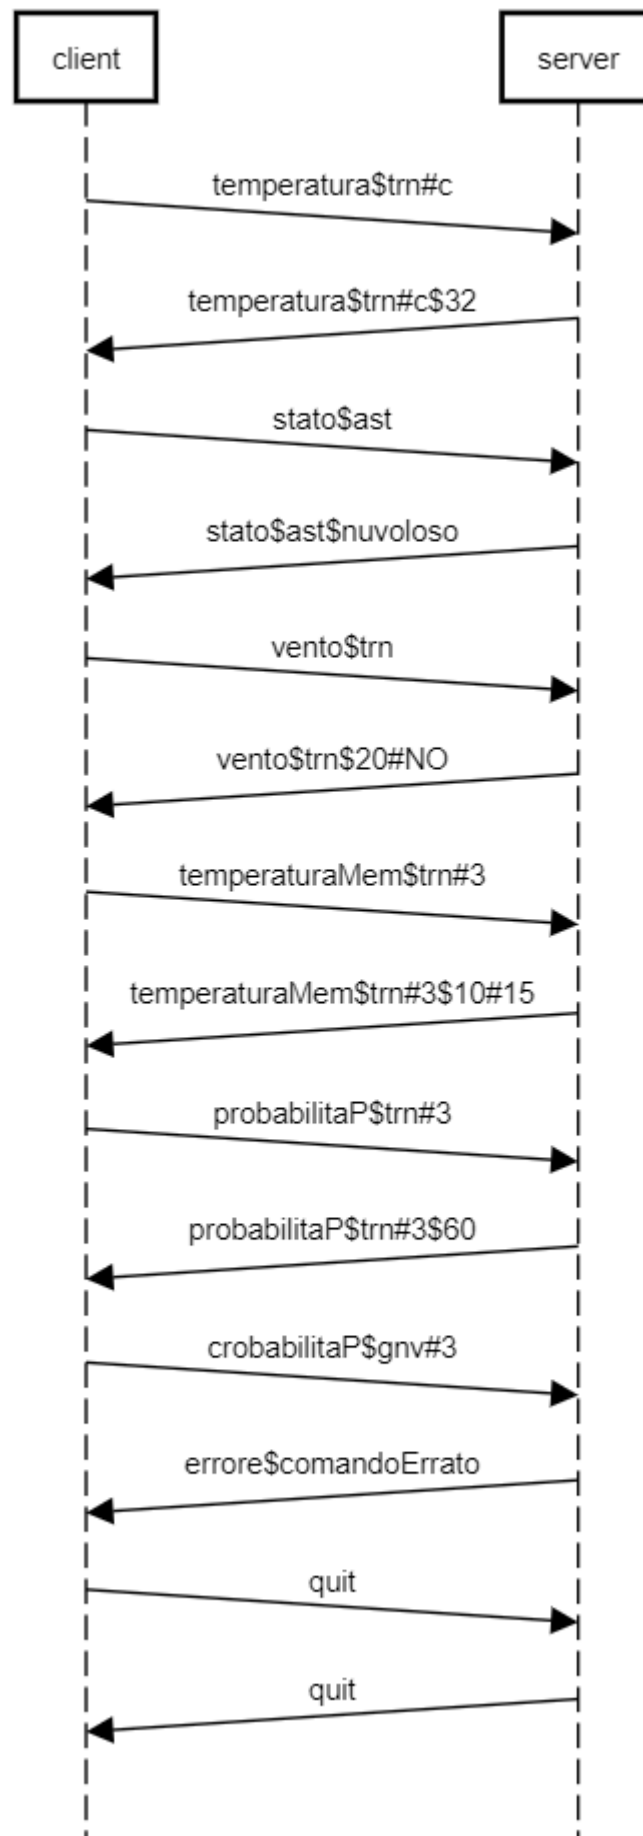 client
server
temperatura$trn#c
temperatura$trn#c$32
stato$ast
stato$ast$nuvoloso
vento$trn
vento$trn$20#NO
temperaturaMem$trn#3
temperaturaMem$trn#3$10#15
probabilitaP$trn#3
probabilitaP$trn#3$60
crobabilitaP$gnv#3
errore$comandoErrato
quit
quit